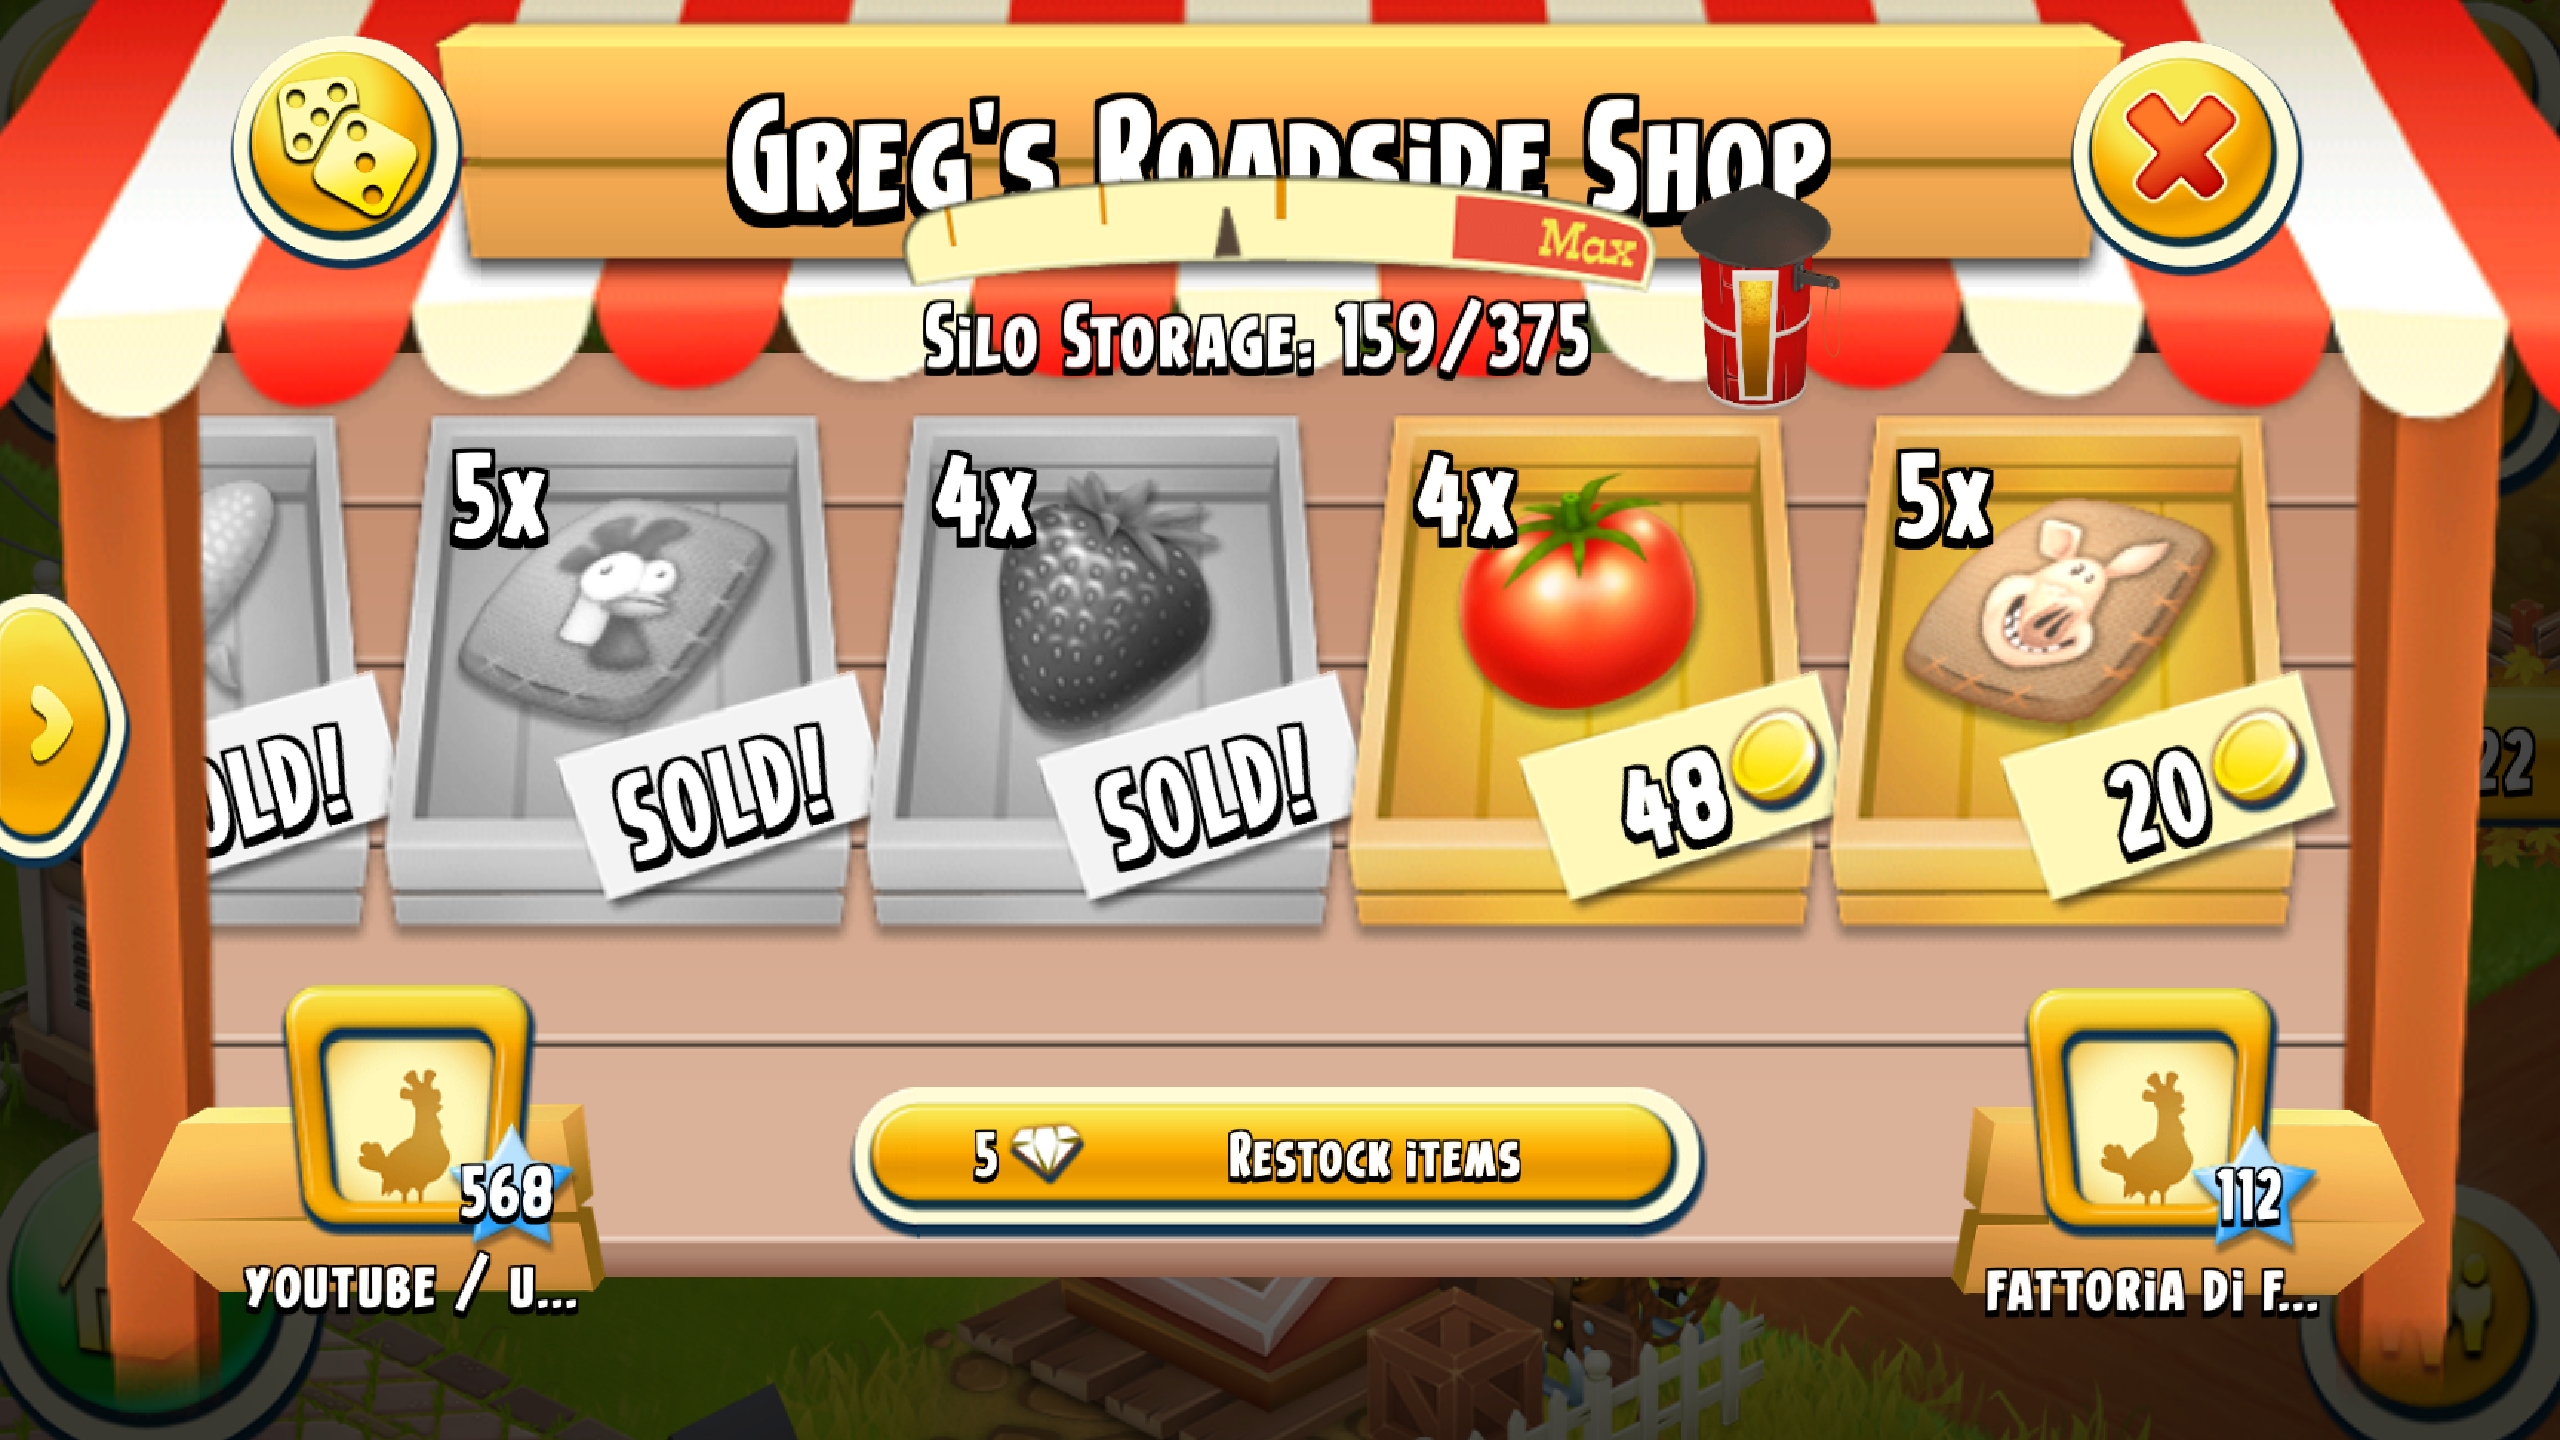 GREG'S ROADSIDE SHOP
Max
SILO STORAGE: 159/375
5x
4x
4x
5x
OLD!
SOLD!
SOLD!
48
20
22
5 RESTOCK ITEMS
568
112
YOUTUBE / U...
FATTORIA DI F...